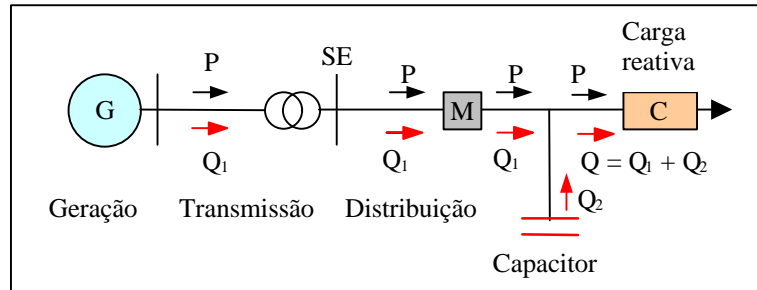 Carga
reativa
SE
P
P
P
P
G
M
C
Q1
Q1
Q1
Q = Q1 + Q2
Q2
Geração
Transmissão
Distribuição
Capacitor